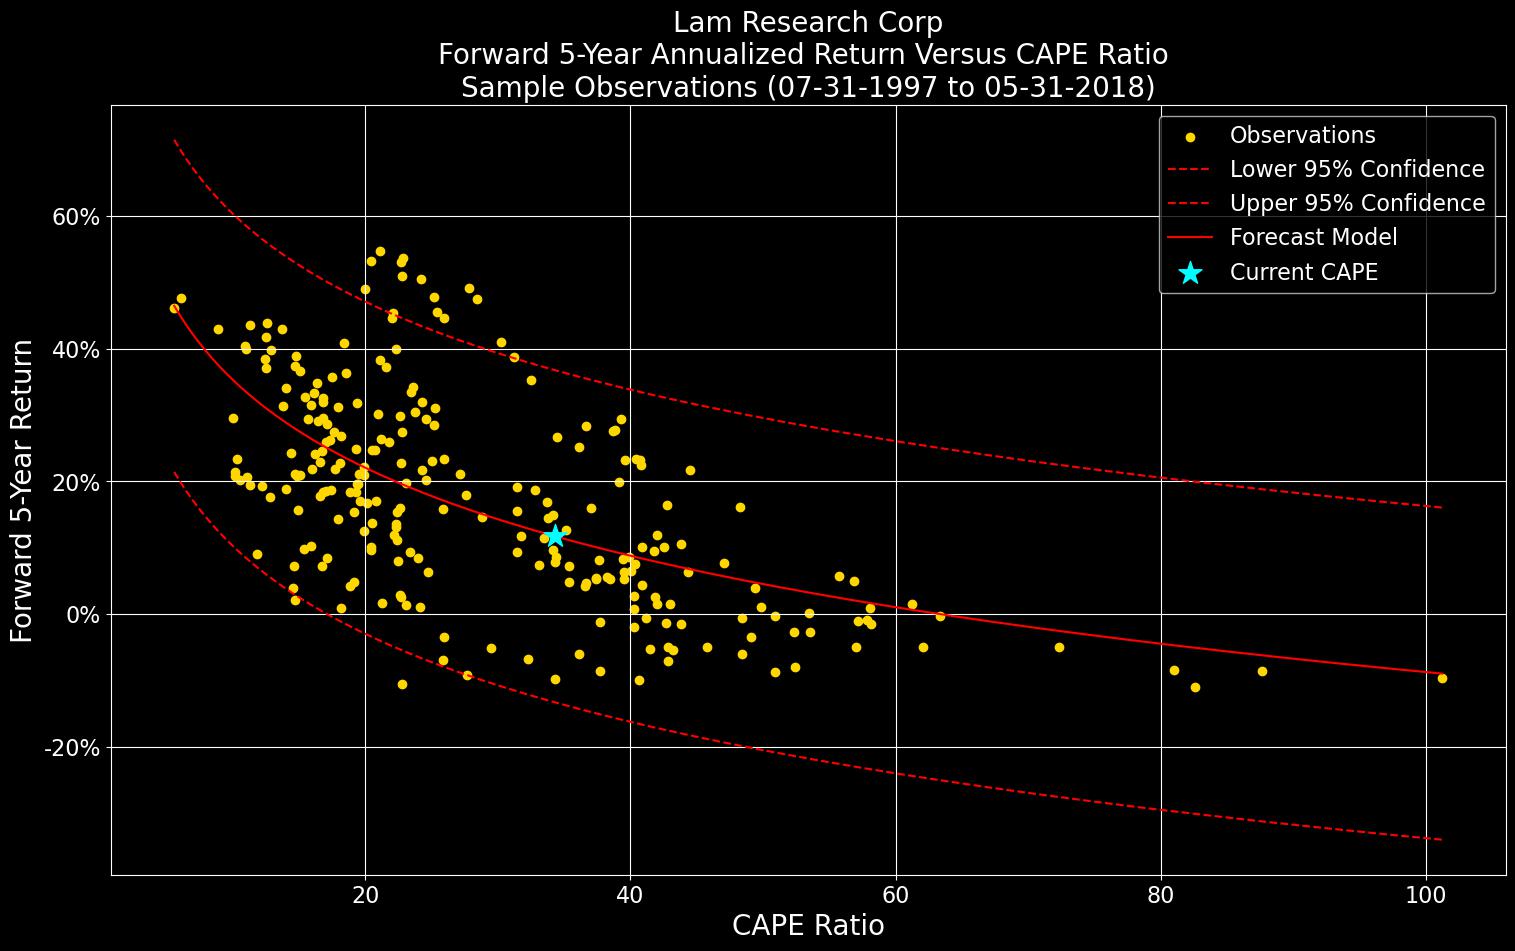 Lam Research Corp
Forward 5-Year Annualized Return Versus CAPE Ratio
Sample Observations (07-31-1997 to 05-31-2018)
Observations
Lower 95% Confidence
Upper 95% Confidence
Forecast Model
Current CAPE
Forward 5-Year Return
60%
40%
20%
0%
-20%
20 40 60 80 100
CAPE Ratio